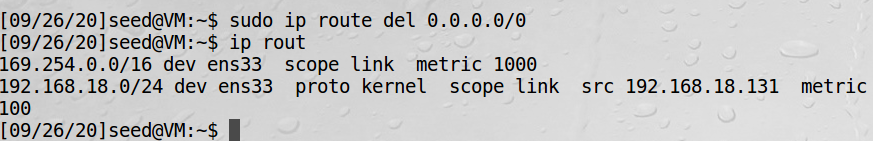 [09/26/20]seed@VM:~$ sudo ip route del 0.0.0.0/0
[09/26/20]seed@VM:~$ ip rout
169.254.0.0/16 dev ens33  scope link  metric 1000
192.168.18.0/24 dev ens33  proto kernel  scope link  src 192.168.18.131  metric
100
[09/26/20]seed@VM:~$